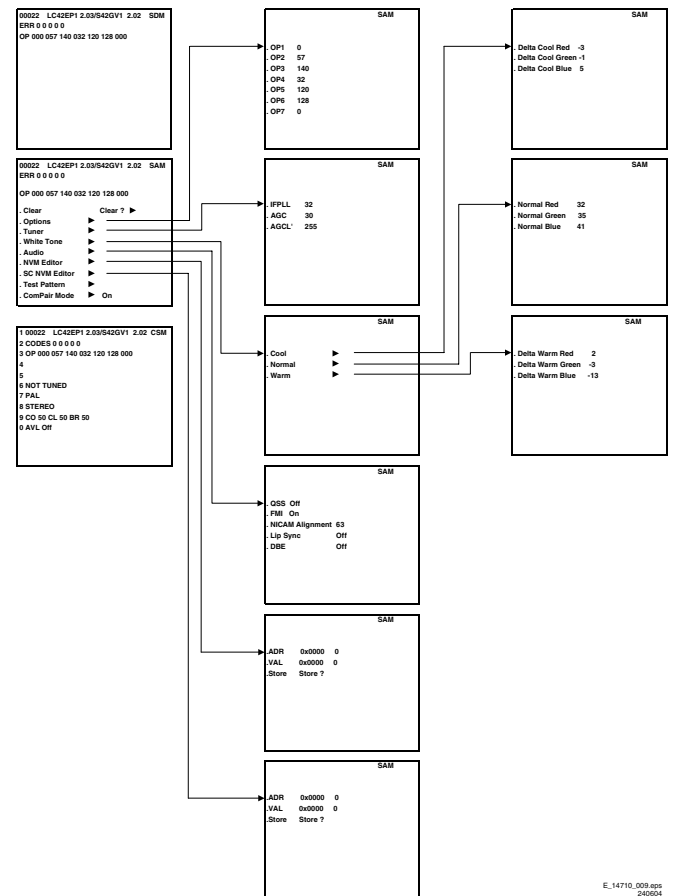 00022 LC42EP1 2.03/S42GV1 2.02 SDM
ERR 0 0 0 0 0
OP 000 057 140 032 120 128 000
00022 LC42EP1 2.03/S42GV1 2.02 SAM
ERR 0 0 0 0 0
OP 000 057 140 032 120 128 000
. Clear Clear ? ►
. Options ►
. Tuner ►
. White Tone ►
. Audio ►
. NVM Editor ►
. SC NVM Editor ►
. Test Pattern ►
. ComPair Mode ► On
1 00022 LC42EP1 2.03/S42GV1 2.02 CSM
2 CODES 0 0 0 0 0
3 OP 000 057 140 032 120 128 000
4
5
6 NOT TUNED
7 PAL
8 STEREO
9 CO 50 CL 50 BR 50
0 AVL Off
SAM
. OP1 0
. OP2 57
. OP3 140
. OP4 32
. OP5 120
. OP6 128
. OP7 0
SAM
. IFPLL 32
. AGC 30
. AGCL' 255
SAM
. Cool ►
. Normal ►
. Warm ►
SAM
. QSS Off
. FMI On
. NICAM Alignment 63
. Lip Sync Off
. DBE Off
SAM
.ADR 0x0000 0
.VAL 0x0000 0
.Store Store ?
SAM
.ADR 0x0000 0
.VAL 0x0000 0
.Store Store ?
SAM
. Delta Cool Red -3
. Delta Cool Green -1
. Delta Cool Blue 5
SAM
. Normal Red 32
. Normal Green 35
. Normal Blue 41
SAM
. Delta Warm Red 2
. Delta Warm Green -3
. Delta Warm Blue -13
E_14710_009.eps
240604